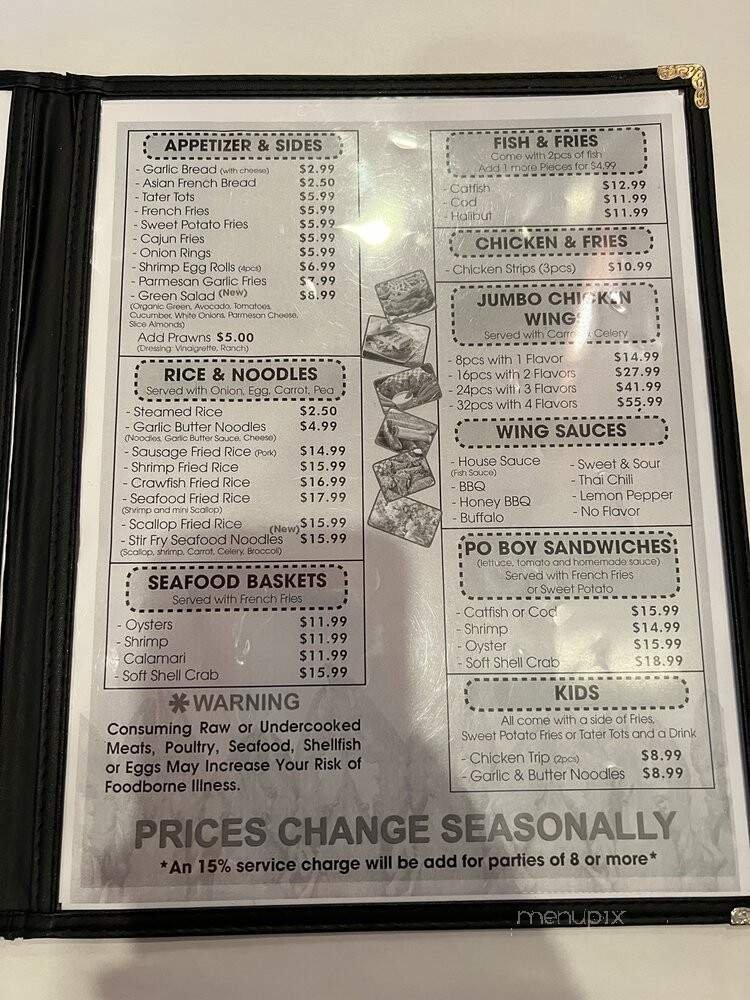 APPETIZER & SIDES
- Garlic Bread (with cheese) $2.99
- Asian French Bread $2.50
- Tater Tots $5.99
- French Fries $5.99
- Sweet Potato Fries $5.99
- Cajun Fries $5.99
- Onion Rings $5.99
- Shrimp Egg Rolls (4pcs) $6.99
- Parmesan Garlic Fries $7.99
- Green Salad (New) $8.99
(Organic Green, Avocado, Tomatoes,
Cucumber, White Onions, Parmesan Cheese,
Slice Almonds)
Add Prawns $5.00
(Dressing: Vinaigrette, Ranch)
RICE & NOODLES
Served with Onion, Egg, Carrot, Pea
- Steamed Rice $2.50
- Garlic Butter Noodles $4.99
(Noodles, Garlic Butter Sauce, Cheese)
- Sausage Fried Rice (Pork) $14.99
- Shrimp Fried Rice $15.99
- Crawfish Fried Rice $16.99
- Seafood Fried Rice $17.99
(Shrimp and mini Scallop)
- Scallop Fried Rice $15.99
- Stir Fry Seafood Noodles (New) $15.99
(Scallop, shrimp, Carrot, Celery, Broccoli)
SEAFOOD BASKETS
Served with French Fries
- Oysters $11.99
- Shrimp $11.99
Calamari $11.99
- Soft Shell Crab $15.99
*WARNING
Consuming Raw or Undercooked
Meats, Poultry, Seafood, Shellfish
or Eggs May Increase Your Risk of
Foodborne Illness.
FISH & FRIES
Come with 2pcs of fish
Add 1 more Pieces for $4.99
- Catfish $12.99
- Cod $11.99
- Halibut $11.99
CHICKEN & FRIES
- Chicken Strips (3pcs) $10.99
JUMBO CHICKEN
WINGS
Served with Carrot, Celery
- 8pcs with 1 Flavor $14.99
- 16pcs with 2 Flavors $27.99
- 24pcs with 3 Flavors $41.99
- 32pcs with 4 Flavors $55.99
WING SAUCES
- House Sauce - Sweet & Sour
(Fish Sauce) - Thai Chili
- BBQ
- Honey BBQ - Lemon Pepper
- Buffalo - No Flavor
PO BOY SANDWICHES
(lettuce, tomato and homemade sauce)
Served with French Fries
or Sweet Potato
- Catfish or Cod $15.99
- Shrimp $14.99
- Oyster $15.99
- Soft Shell Crab $18.99
KIDS
All come with a side of Fries,
Sweet Potato Fries or Tater Tots and a Drink
- Chicken Trip (2pcs) $8.99
- Garlic & Butter Noodles $8.99
PRICES CHANGE SEASONALLY
*An 15% service charge will be add for parties of 8 or more*
menupix